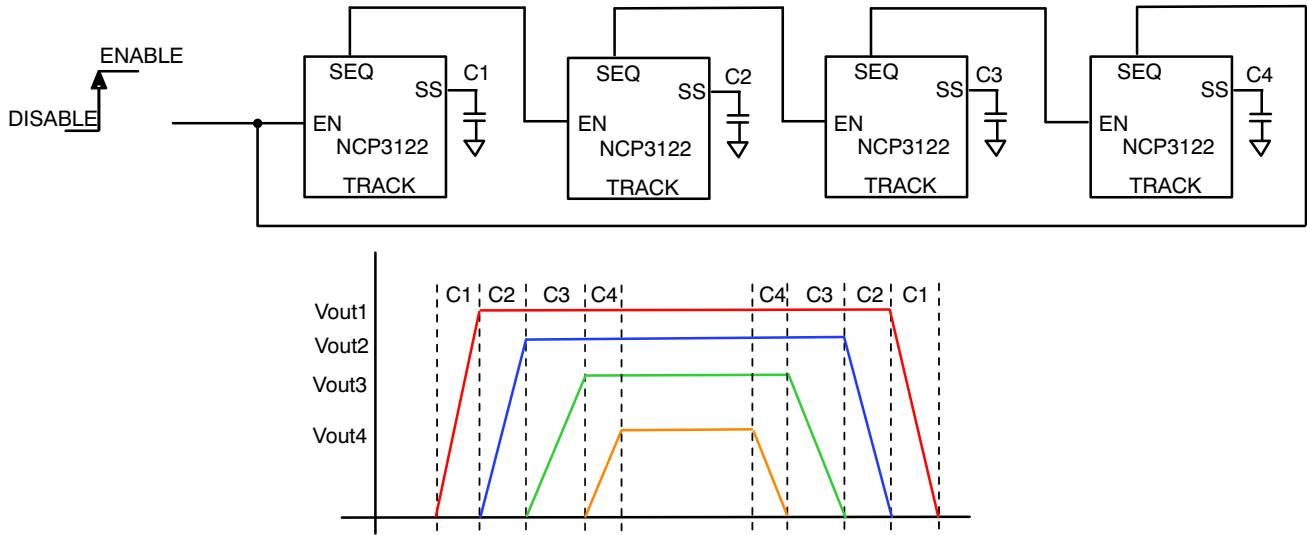 ENABLE
DISABLE
SEQ
C1
SS
EN
NCP3122
TRACK
SEQ
C2
SS
EN
NCP3122
TRACK
SEQ
C3
SS
EN
NCP3122
TRACK
SEQ
C4
SS
EN
NCP3122
TRACK
C1 C2 C3 C4 C4 C3 C2 C1
Vout1
Vout2
Vout3
Vout4